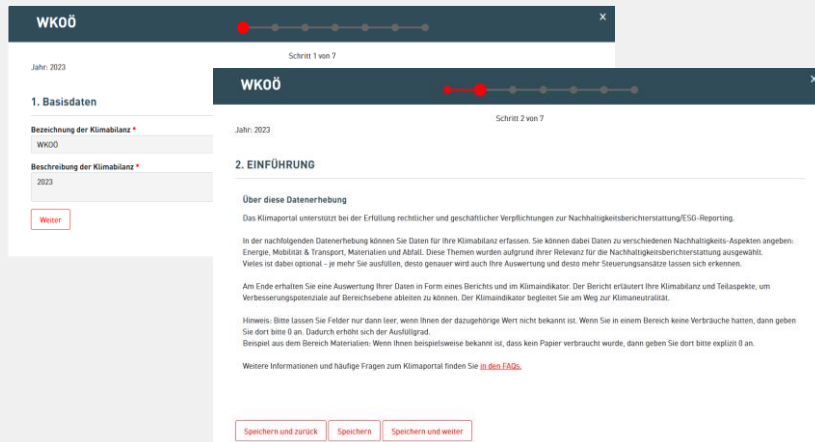 WKOÖ
X
Schritt 1 von 7
Jahr: 2023
1. Basisdaten
Bezeichnung der Klimabilanz *
WKOÖ
Beschreibung der Klimabilanz *
2023
Weiter
WKOÖ
X
Schritt 2 von 7
Jahr: 2023
2. EINFÜHRUNG
Über diese Datenerhebung
Das Klimaportal unterstützt bei der Erfüllung rechtlicher und geschäftlicher Verpflichtungen zur Nachhaltigkeitsberichterstattung/ESG-Reporting.
In der nachfolgenden Datenerhebung können Sie Daten für Ihre Klimabilanz erfassen. Sie können dabei Daten zu verschiedenen Nachhaltigkeits-Aspekten angeben:
Energie, Mobilität & Transport, Materialien und Abfall. Diese Themen wurden aufgrund ihrer Relevanz für die Nachhaltigkeitsberichterstattung ausgewählt.
Vieles ist dabei optional - je mehr Sie ausfüllen, desto genauer wird auch Ihre Auswertung und desto mehr Steuerungsansätze lassen sich erkennen.
Am Ende erhalten Sie eine Auswertung Ihrer Daten in Form eines Berichts und im Klimaindikator. Der Bericht erläutert Ihre Klimabilanz und Teilaspekte, um
Verbesserungspotenziale auf Bereichsebene ableiten zu können. Der Klimaindikator begleitet Sie am Weg zur Klimaneutralität.
Hinweis: Bitte lassen Sie Felder nur dann leer, wenn Ihnen der dazugehörige Wert nicht bekannt ist. Wenn Sie in einem Bereich keine Verbräuche hatten, dann geben
Sie dort bitte 0 an. Dadurch erhöht sich der Ausfüllgrad.
Beispiel aus dem Bereich Materialien: Wenn Ihnen beispielsweise bekannt ist, dass kein Papier verbraucht wurde, dann geben Sie dort bitte explizit 0 an.
Weitere Informationen und häufige Fragen zum Klimaportal finden Sie in den FAQs.
Speichern und zurück
Speichern
Speichern und weiter